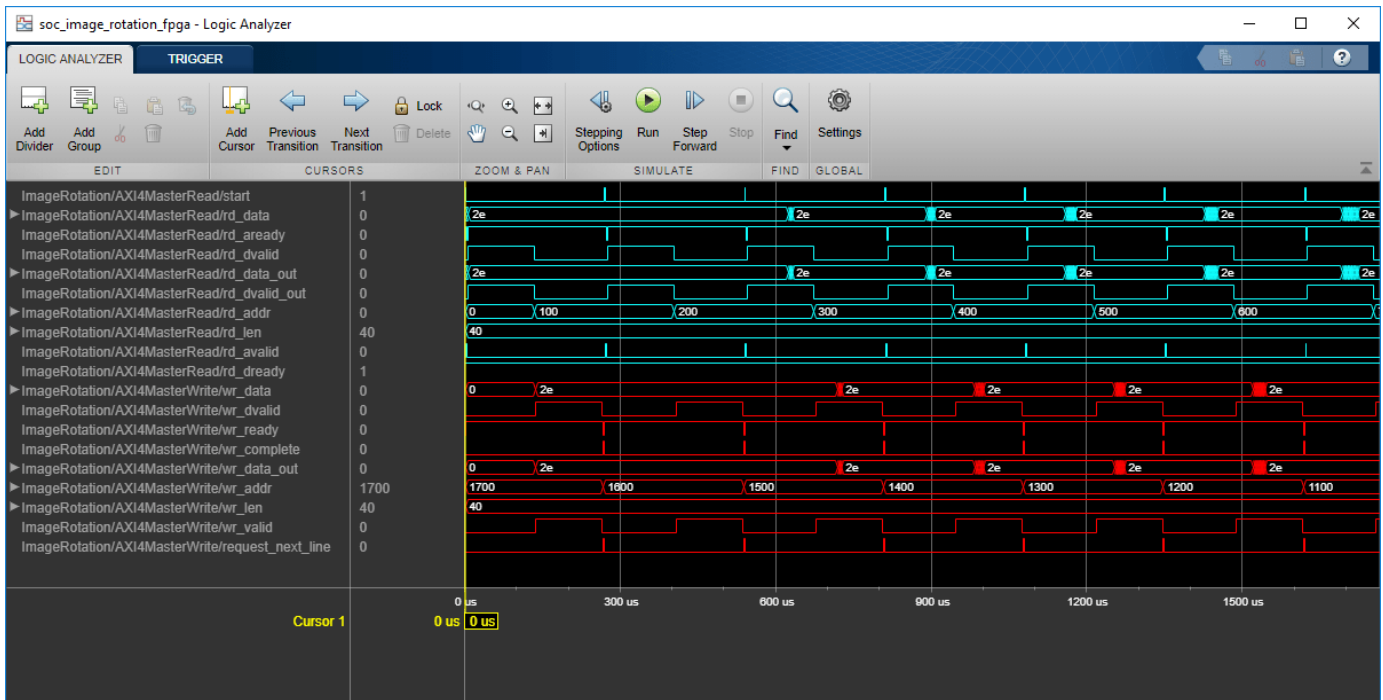 soc_image_rotation_fpga - Logic Analyzer
LOGIC ANALYZER TRIGGER
Add Divider Add Group Add Cursor Previous Transition Next Transition Lock Delete Stepping Options Run Step Forward Stop Find Settings
EDIT CURSORS ZOOM & PAN SIMULATE FIND GLOBAL
ImageRotation/AXI4MasterRead/start 1
ImageRotation/AXI4MasterRead/rd_data 0 2e 2e 2e 2e 2e 2e
ImageRotation/AXI4MasterRead/rd_aready 0
ImageRotation/AXI4MasterRead/rd_dvalid 0
ImageRotation/AXI4MasterRead/rd_data_out 0 2e 2e 2e 2e 2e 2e
ImageRotation/AXI4MasterRead/rd_dvalid_out 0
ImageRotation/AXI4MasterRead/rd_addr 0 0 100 200 300 400 500 600
ImageRotation/AXI4MasterRead/rd_len 40 40
ImageRotation/AXI4MasterRead/rd_avalid 0
ImageRotation/AXI4MasterRead/rd_dready 1
ImageRotation/AXI4MasterWrite/wr_data 0 0 2e 2e 2e 2e 2e
ImageRotation/AXI4MasterWrite/wr_dvalid 0
ImageRotation/AXI4MasterWrite/wr_ready 0
ImageRotation/AXI4MasterWrite/wr_complete 0
ImageRotation/AXI4MasterWrite/wr_data_out 0 0 2e 2e 2e 2e 2e
ImageRotation/AXI4MasterWrite/wr_addr 1700 1700 1600 1500 1400 1300 1200 1100
ImageRotation/AXI4MasterWrite/wr_len 40 40
ImageRotation/AXI4MasterWrite/wr_valid 0
ImageRotation/AXI4MasterWrite/request_next_line 0
0 us 300 us 600 us 900 us 1200 us 1500 us
Cursor 1 0 us 0 us